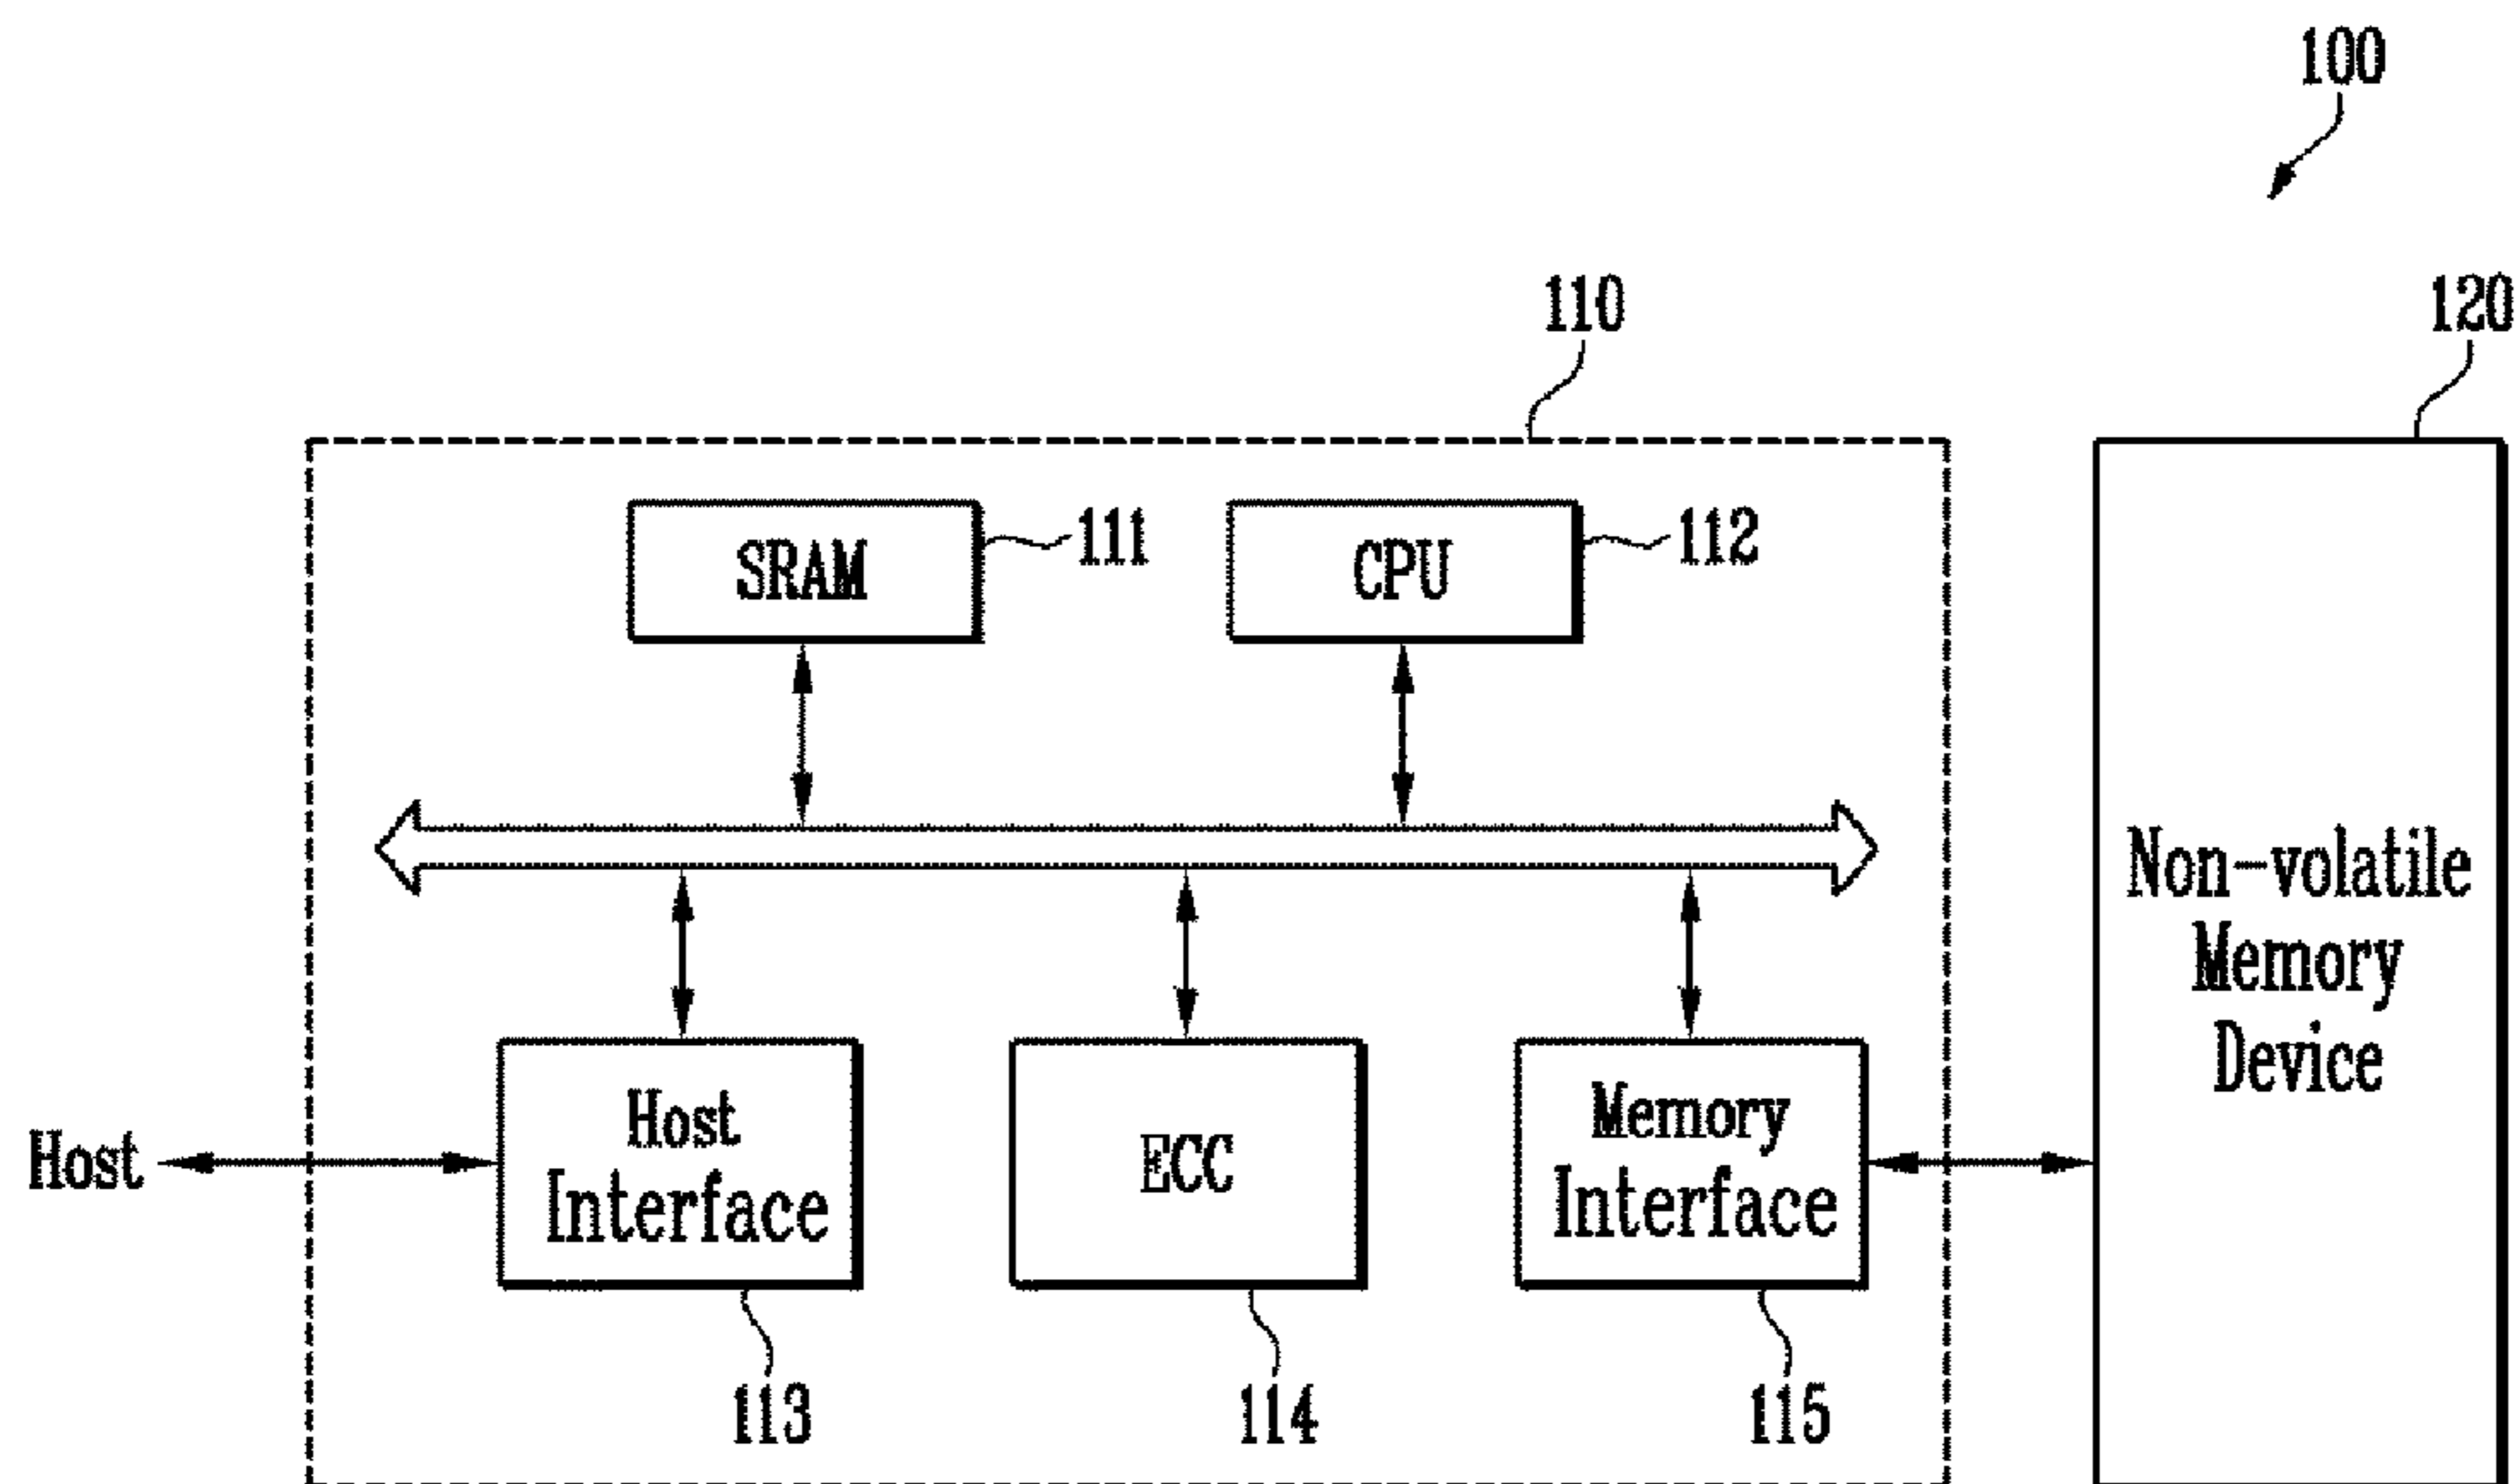 100
110
120
SRAM
111
CPU
112
Non-volatile
Memory
Device
Host
Host
Interface
ECC
Memory
Interface
113
114
115